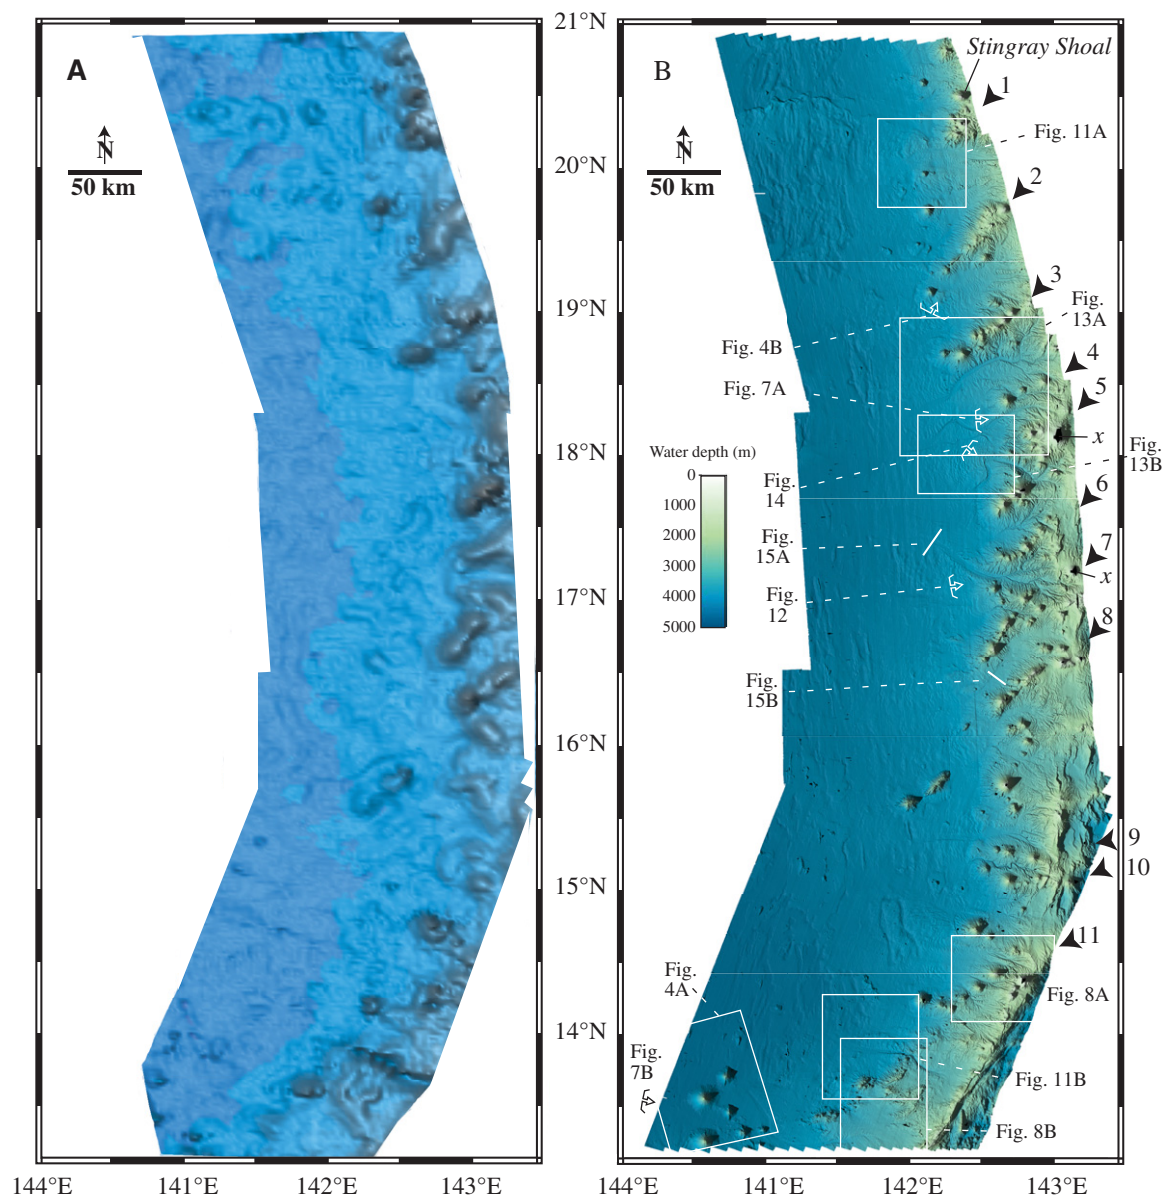 A
N
50 km
21°N
20°N
19°N
18°N
17°N
16°N
15°N
14°N
144°E
141°E
142°E
143°E
B
N
50 km
Stingray Shoal
1
Fig. 11A
2
3
Fig.
13A
4
Fig. 4B
5
Fig. 7A
x
Fig.
13B
Water depth (m)
0
1000
2000
3000
4000
5000
Fig.
14
6
Fig.
15A
7
x
Fig.
12
8
Fig.
15B
9
10
11
Fig.
4A
Fig. 8A
Fig.
7B
Fig. 11B
Fig. 8B
144°E
141°E
142°E
143°E